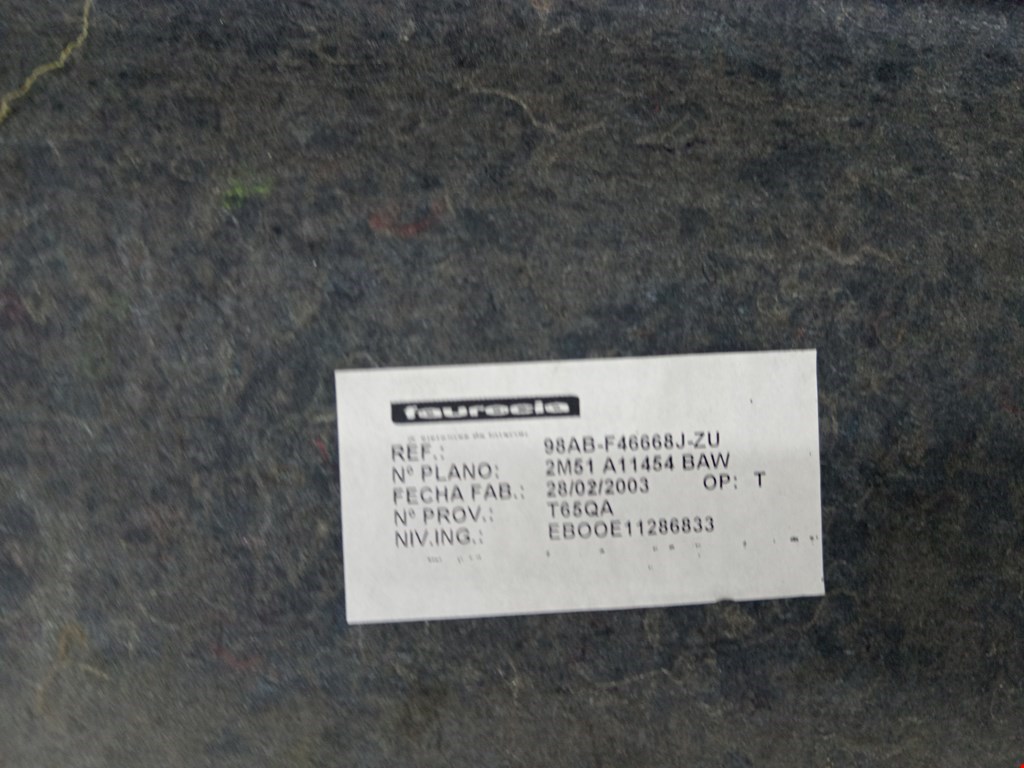 faurecia
REF.: 98AB-F46668J-ZU
Nº PLANO: 2M51 A11454 BAW
FECHA FAB.: 28/02/2003 OP: T
Nº PROV.: T65QA
NIV.ING.: EBOOE11286833